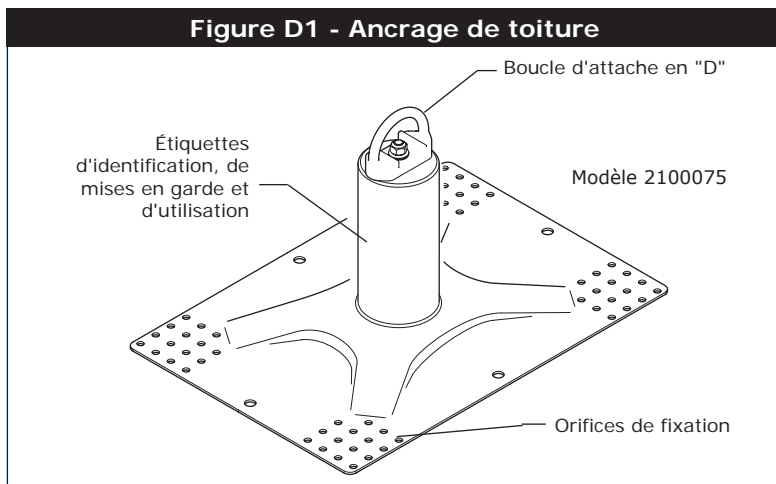 Figure D1 - Ancrage de toiture
Boucle d'attache en "D"
Étiquettes
d'identification, de
mises en garde et
d'utilisation
Modèle 2100075
Orifices de fixation